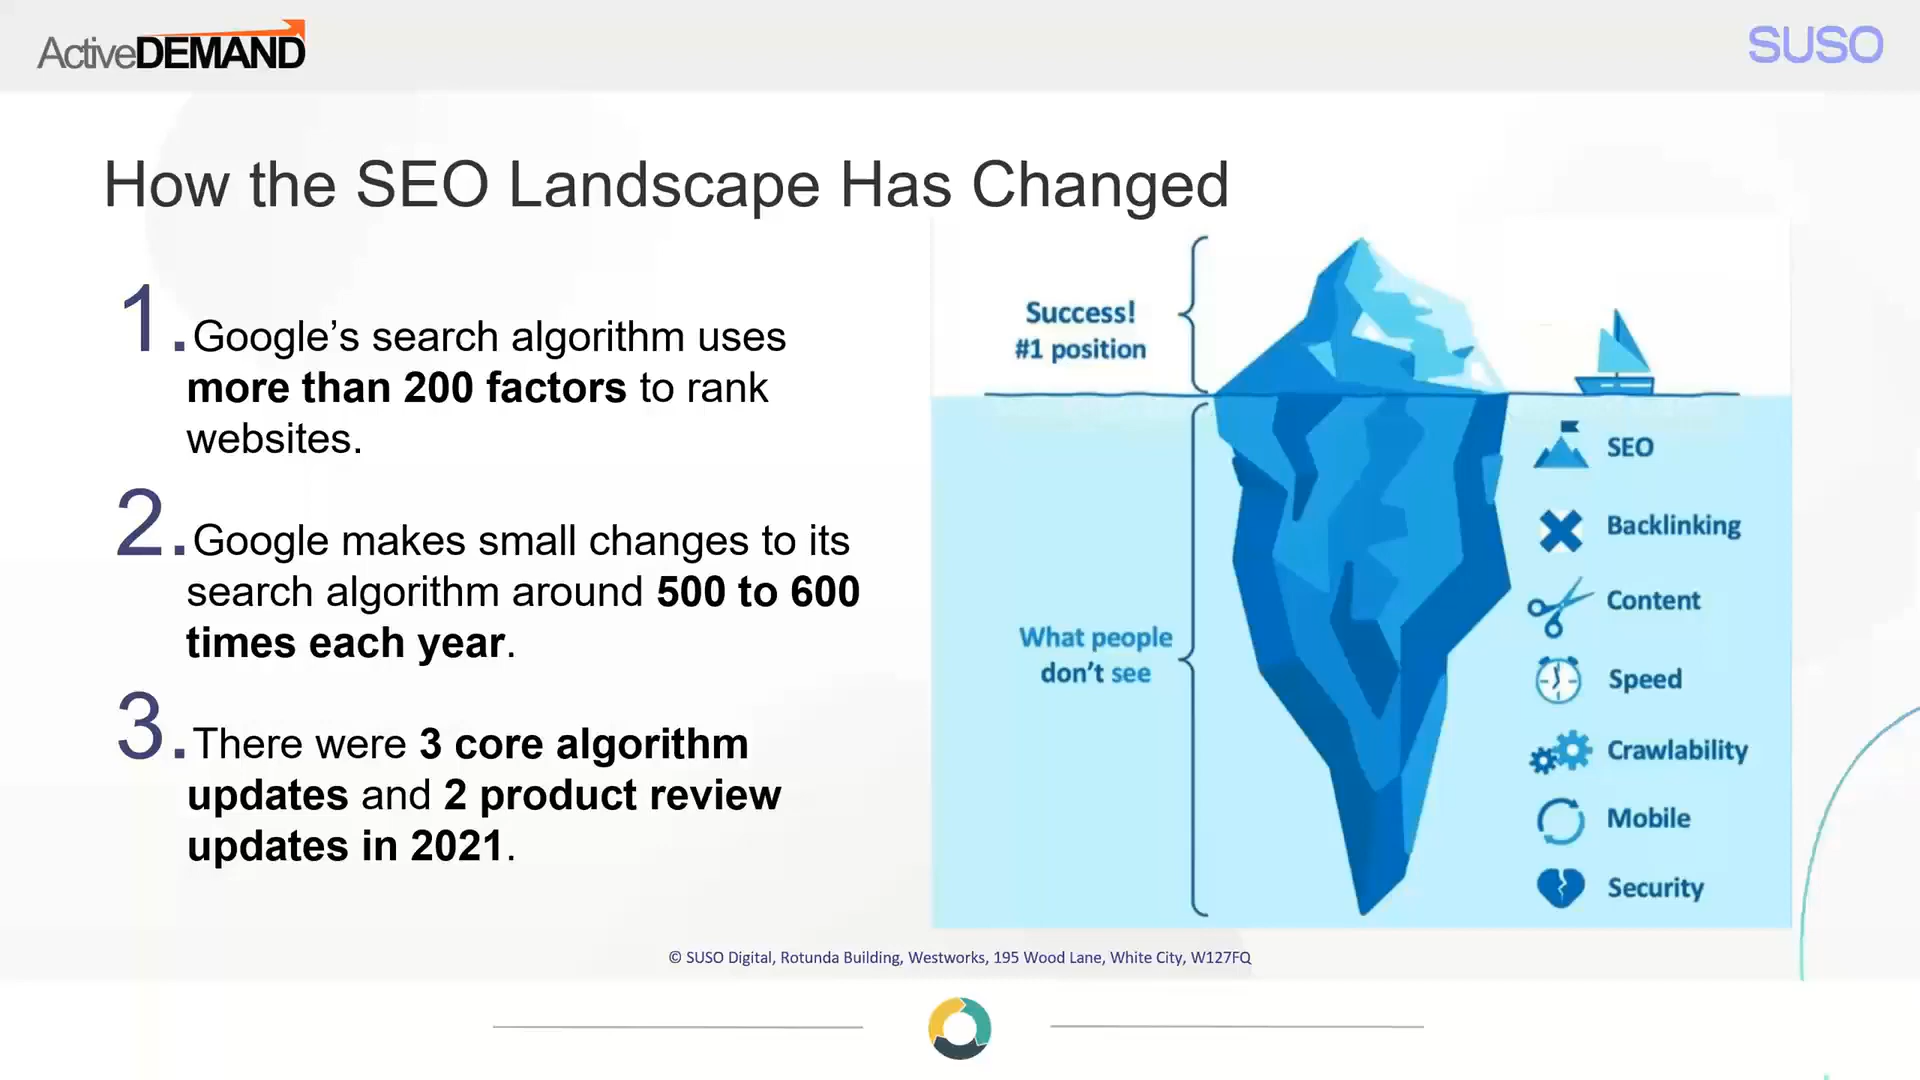 ActiveDEMAND
SUSO
How the SEO Landscape Has Changed
1. Google’s search algorithm uses
more than 200 factors to rank
websites.
2. Google makes small changes to its
search algorithm around 500 to 600
times each year.
3. There were 3 core algorithm
updates and 2 product review
updates in 2021.
Success!
#1 position
What people
don’t see
SEO
Backlinking
Content
Speed
Crawlability
Mobile
Security
© SUSO Digital, Rotunda Building, Westworks, 195 Wood Lane, White City, W127FQ